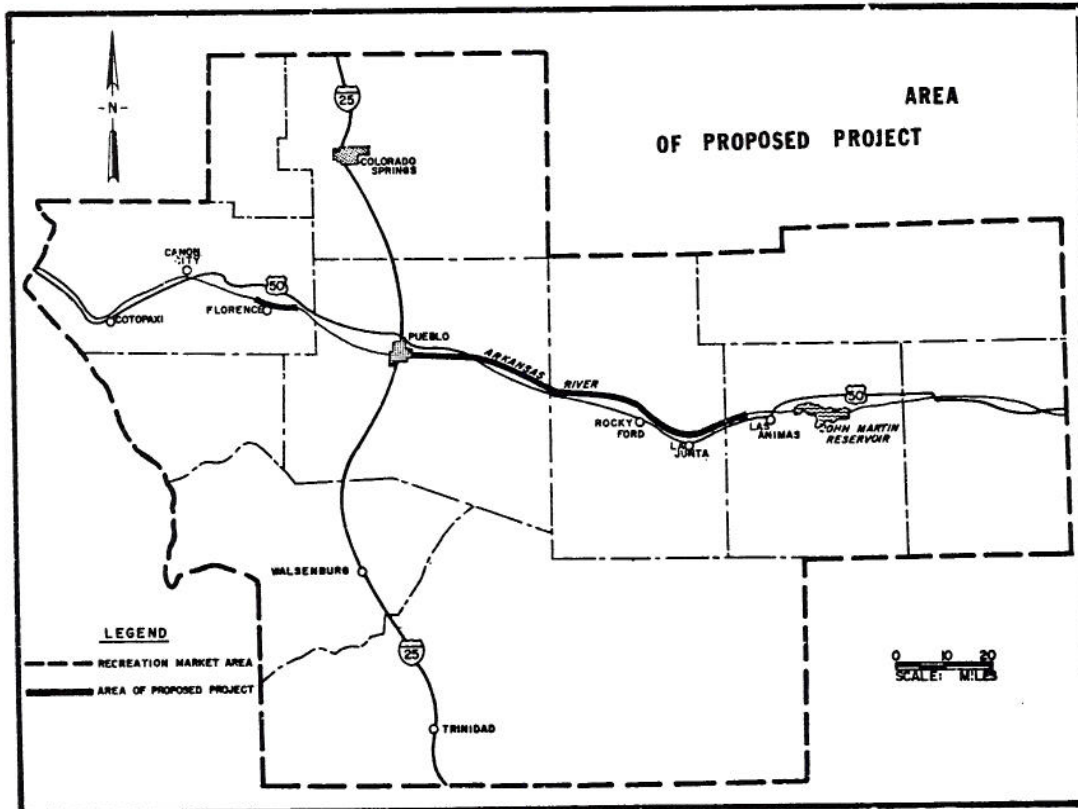 AREA
OF PROPOSED PROJECT
-N-
25
COLORADO
SPRINGS
CANON
CITY
50
COTOPAXI
FLORENCE
PUEBLO
ARKANSAS
RIVER
50
ROCKY
FORD
LA
JUNTA
LAS
ANIMAS
JOHN MARTIN
RESERVOIR
WALSENBURG
25
TRINIDAD
LEGEND
RECREATION MARKET AREA
AREA OF PROPOSED PROJECT
0 10 20
SCALE: MILES